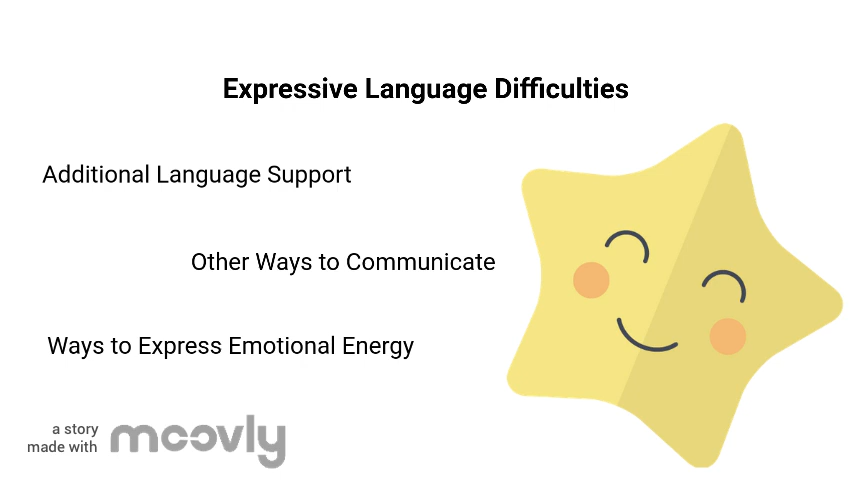 Expressive Language Difficulties
Additional Language Support
Other Ways to Communicate
Ways to Express Emotional Energy
a story
made with moovly